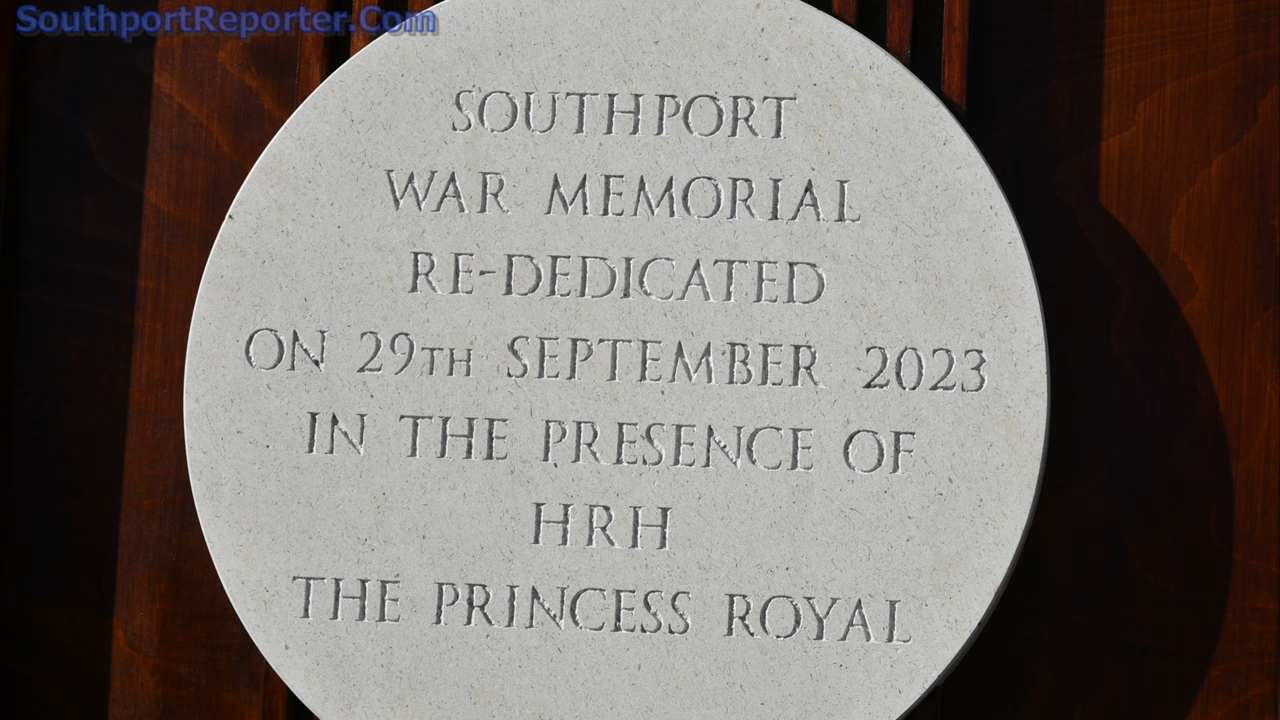 SouthportReporter.Com
SOUTHPORT
WAR MEMORIAL
RE-DEDICATED
ON 29TH SEPTEMBER 2023
IN THE PRESENCE OF
HRH
THE PRINCESS ROYAL